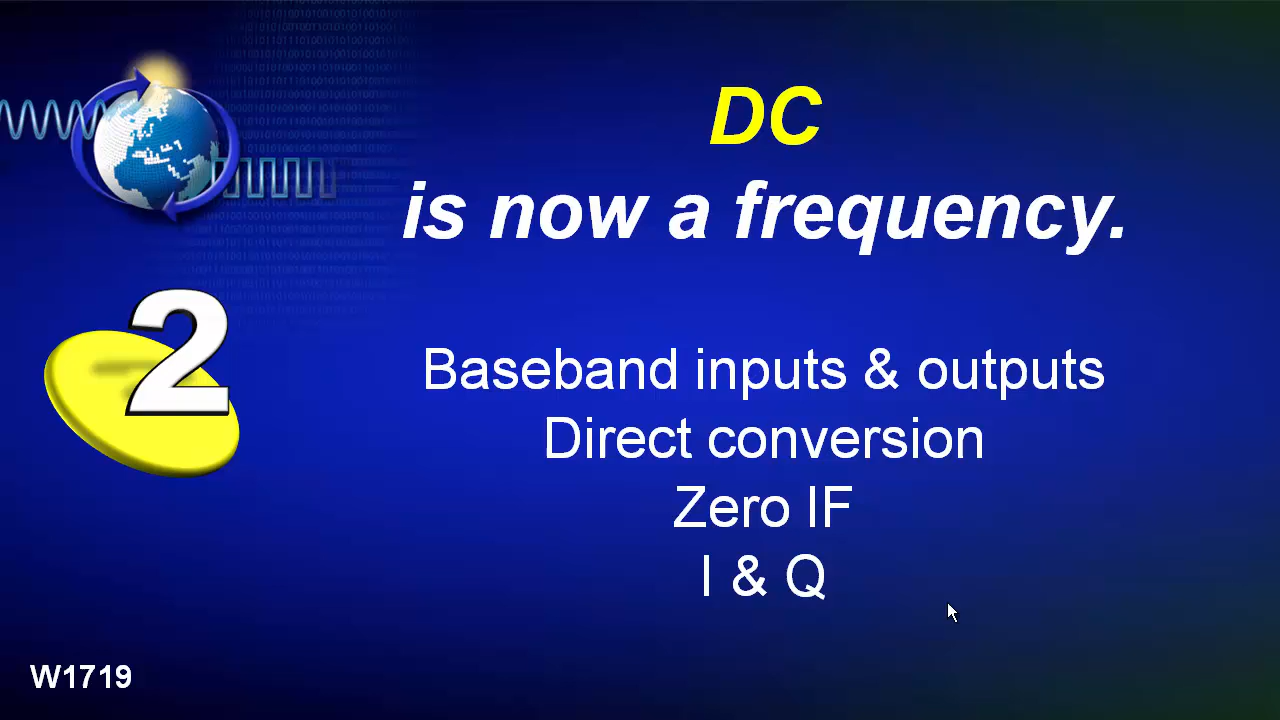 DC
is now a frequency.
2
Baseband inputs & outputs
Direct conversion
Zero IF
I & Q
W1719